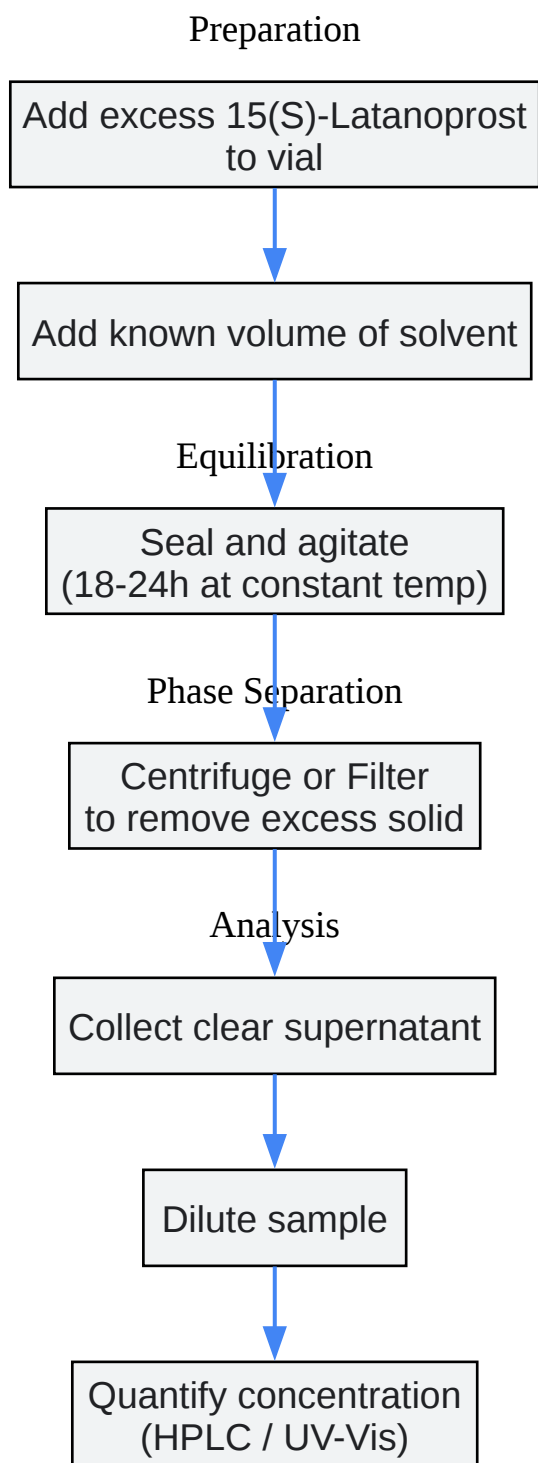 Preparation
Add excess 15(S)-Latanoprost
to vial
Add known volume of solvent
Equilibration
Seal and agitate
(18-24h at constant temp)
Phase Separation
Centrifuge or Filter
to remove excess solid
Analysis
Collect clear supernatant
Dilute sample
Quantify concentration
(HPLC / UV-Vis)